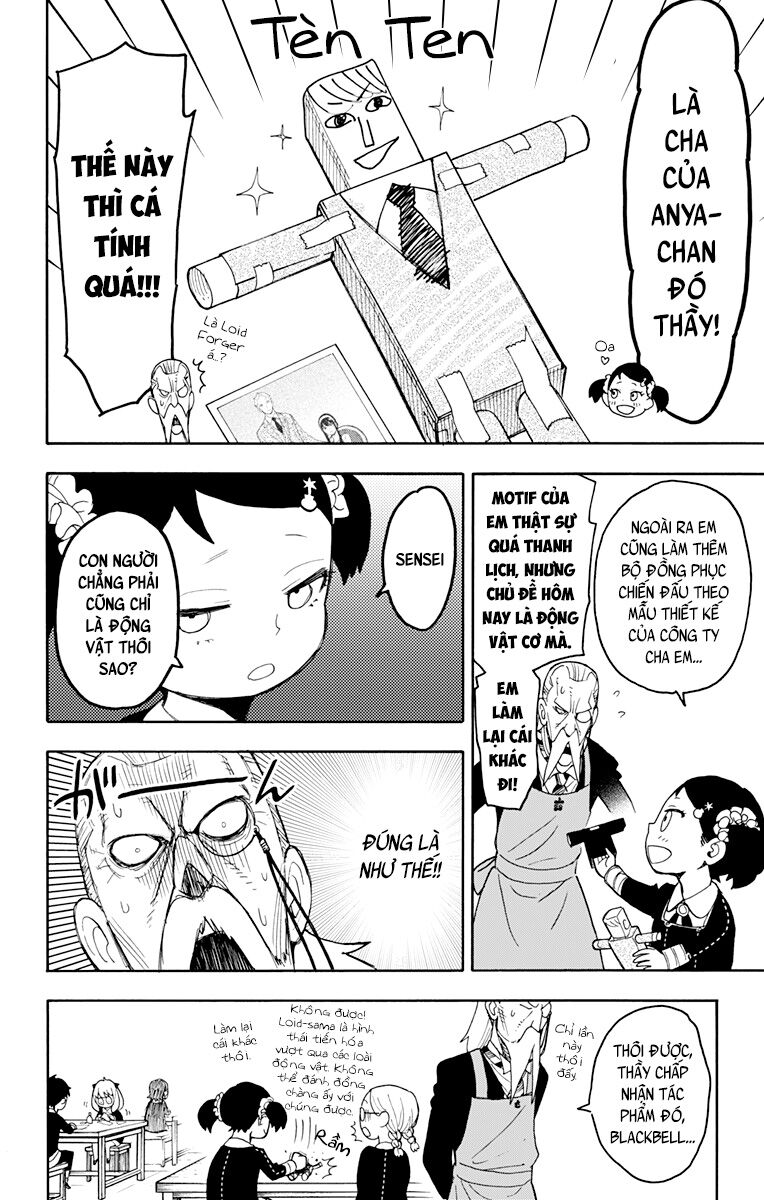 Tèn Ten
LÀ
CHA
CỦA
ANYA-
CHAN
ĐÓ
THẦY!
THẾ NÀY
THÌ CÁ
TÍNH
QUÁ!!!
Oa
Là Loid
Forger
á..?
NGOÀI RA EM
CŨNG LÀM THÊM
BỘ ĐỒNG PHỤC
CHIẾN ĐẤU THEO
MẪU THIẾT KẾ
CỦA CÔNG TY
CHA EM...
MOTIF CỦA
EM THẬT SỰ
QUÁ THANH
LỊCH, NHƯNG
CHỦ ĐỀ HÔM
NAY LÀ ĐỘNG
VẬT CƠ MÀ.
EM
LÀM
LẠI CÁI
KHÁC
ĐI!
SENSEI
CON NGƯỜI
CHẲNG PHẢI
CŨNG CHỈ
LÀ ĐỘNG
VẬT THÔI
SAO?
ĐÚNG LÀ
NHƯ THẾ!!
がーん
THÔI ĐƯỢC,
THẦY CHẤP
NHẬN TÁC
PHẨM ĐÓ,
BLACKBELL...
Chỉ lần
này
thôi
đấy.
Không được!
Loid-sama là hình
thái tiến hóa
vượt qua các loài
động vật. Không
thể đánh đồng
chàng ấy với
chúng được.
Làm lại
cái khác
thôi.
Rầm